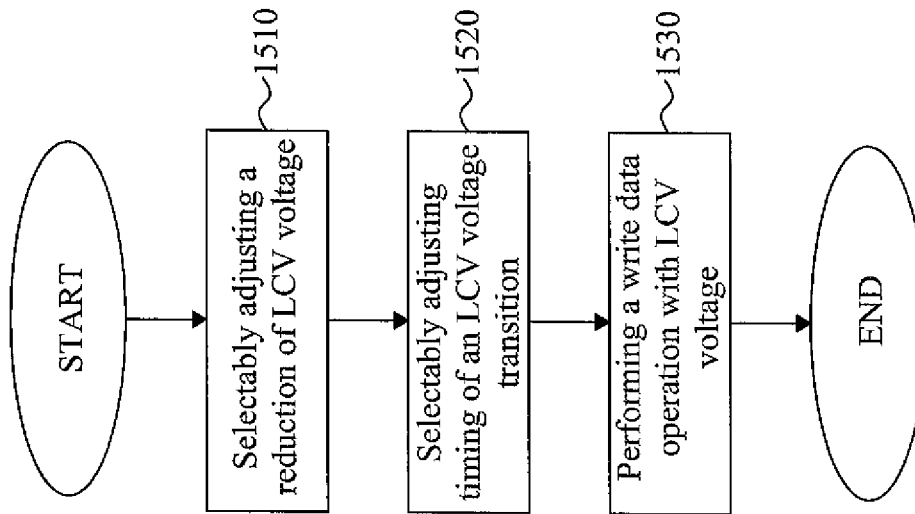 START
Selectably adjusting a
reduction of LCV voltage
1510
Selectably adjusting
timing of an LCV voltage
transition
1520
Performing a write data
operation with LCV
voltage
1530
END